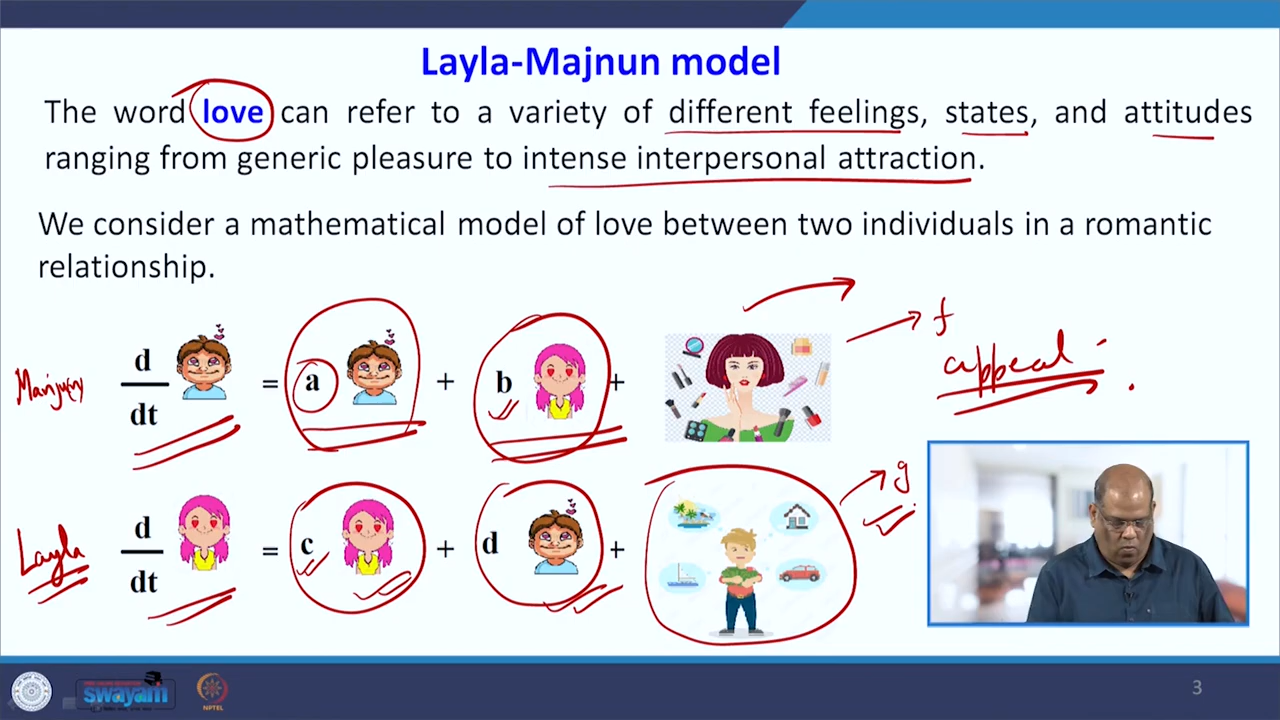 Layla-Majnun model
The word love can refer to a variety of different feelings, states, and attitudes
ranging from generic pleasure to intense interpersonal attraction.
We consider a mathematical model of love between two individuals in a romantic
relationship.
f
appeal
d
dt
= a + b +
g
Layla
d
dt
= c + d +
swayam
NPTEL
3